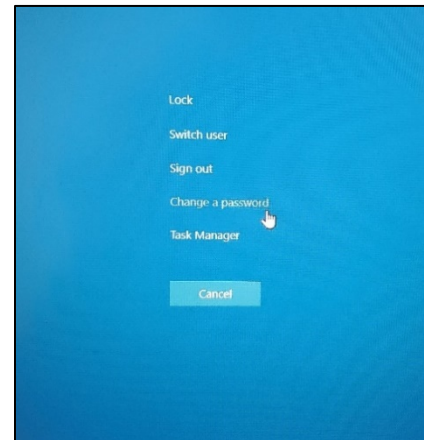 Lock
Switch user
Sign out
Change a password
Task Manager
Cancel